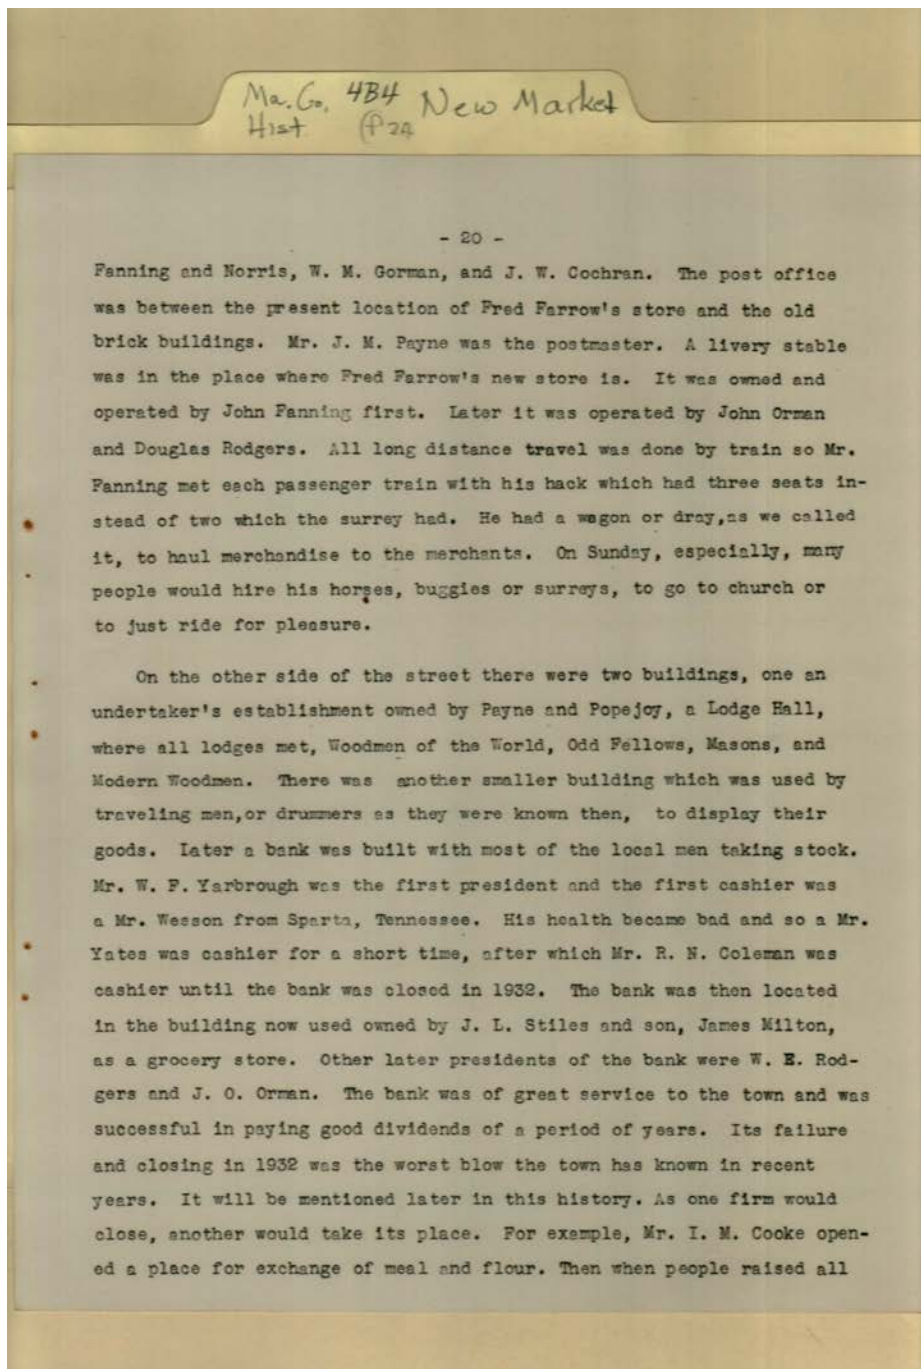 Ma. Co. 4B4 New Market
Hist (P 24
- 20 -
Fanning and Norris, W. M. Gorman, and J. W. Cochran. The post office
was between the present location of Fred Farrow's store and the old
brick buildings. Mr. J. M. Payne was the postmaster. A livery stable
was in the place where Fred Farrow's new store is. It was owned and
operated by John Fanning first. Later it was operated by John Orman
and Douglas Rodgers. All long distance travel was done by train so Mr.
Fanning met each passenger train with his hack which had three seats in-
stead of two which the surrey had. He had a wagon or dray,as we called
it, to haul merchandise to the merchants. On Sunday, especially, many
people would hire his horses, buggies or surreys, to go to church or
to just ride for pleasure.
On the other side of the street there were two buildings, one an
undertaker's establishment owned by Payne and Popejoy, a Lodge Hall,
where all lodges met, Woodmen of the World, Odd Fellows, Masons, and
Modern Woodmen. There was another smaller building which was used by
traveling men,or drummers as they were known then, to display their
goods. Later a bank was built with most of the local men taking stock.
Mr. W. F. Yarbrough was the first president and the first cashier was
a Mr. Wesson from Sparta, Tennessee. His health became bad and so a Mr.
Yates was cashier for a short time, after which Mr. R. N. Coleman was
cashier until the bank was closed in 1932. The bank was then located
in the building now used owned by J. L. Stiles and son, James Milton,
as a grocery store. Other later presidents of the bank were W. E. Rod-
gers and J. O. Orman. The bank was of great service to the town and was
successful in paying good dividends of a period of years. Its failure
and closing in 1932 was the worst blow the town has known in recent
years. It will be mentioned later in this history. As one firm would
close, another would take its place. For example, Mr. I. M. Cooke open-
ed a place for exchange of meal and flour. Then when people raised all